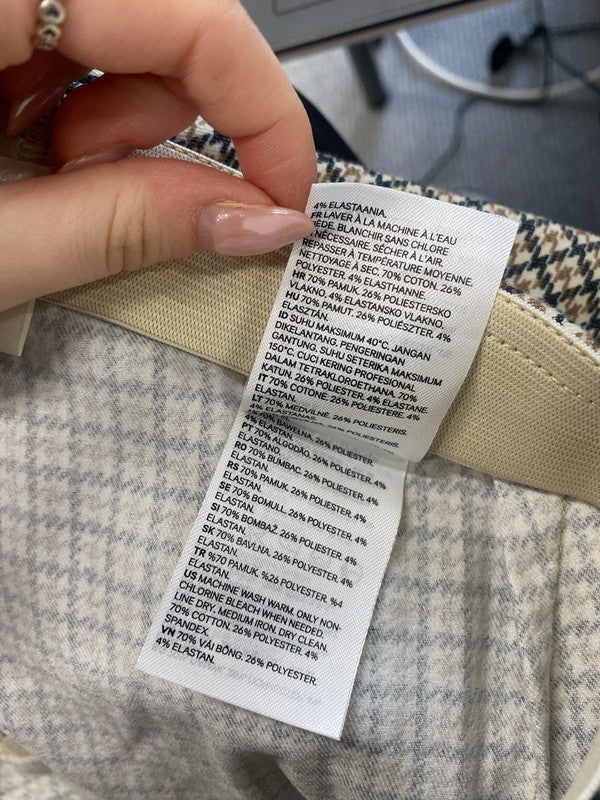 4% ELASTAANIA.
FR LAVER À LA MACHINE À L'EAU
TIÈDE. BLANCHIR SANS CHLORE
NÉCESSAIRE. SÉCHER À L'AIR.
REPASSER À TEMPÉRATURE MOYENNE.
NETTOYAGE À SEC. 70% COTON. 26%
POLYESTER. 4% ELASTHANNE.
HR 70% PAMUK. 26% POLIESTERSKO
VLAKNO. 4% ELASTANSKO VLAKNO.
HU 70% PAMUT. 26% POLIÉSZTER. 4%
ELASZTÁN.
ID SUHU MAKSIMUM 40°C. JANGAN
DIKELANTANG. PENGERINGAN
GANTUNG. SUHU SETERIKA MAKSIMUM
150°C. CUCI KERING PROFESIONAL
DALAM TETRAKLOROETHANA. 70%
KATUN. 26% POLIESTER. 4% ELASTANE.
IT 70% COTONE. 26% POLIESTERE. 4%
ELASTAN.
LT 70% MEDVILNĖ. 26% POLIESTERIS.
BAWEŁNA. 26% POLIESTER.
4% ELASTAN.
PT 70% ALGODÃO. 26% POLIÉSTER. 4%
ELASTANO.
RO 70% BUMBAC. 26% POLIESTER. 4%
ELASTAN.
RS 70% PAMUK. 26% POLIESTER. 4%
ELASTAN.
SE 70% BOMULL. 26% POLYESTER. 4%
ELASTAN.
SI 70% BOMBAŽ. 26% POLIESTER. 4%
ELASTAN.
SK 70% BAVLNA. 26% POLYESTER. 4%
ELASTAN.
TR %70 PAMUK. %26 POLYESTER. %4
ELASTAN.
US MACHINE WASH WARM. ONLY NON-
CHLORINE BLEACH WHEN NEEDED.
LINE DRY. MEDIUM IRON. DRY CLEAN.
70% COTTON. 26% POLYESTER. 4%
SPANDEX.
VN 70% VẢI BÔNG. 26% POLYESTER.
4% ELASTAN.